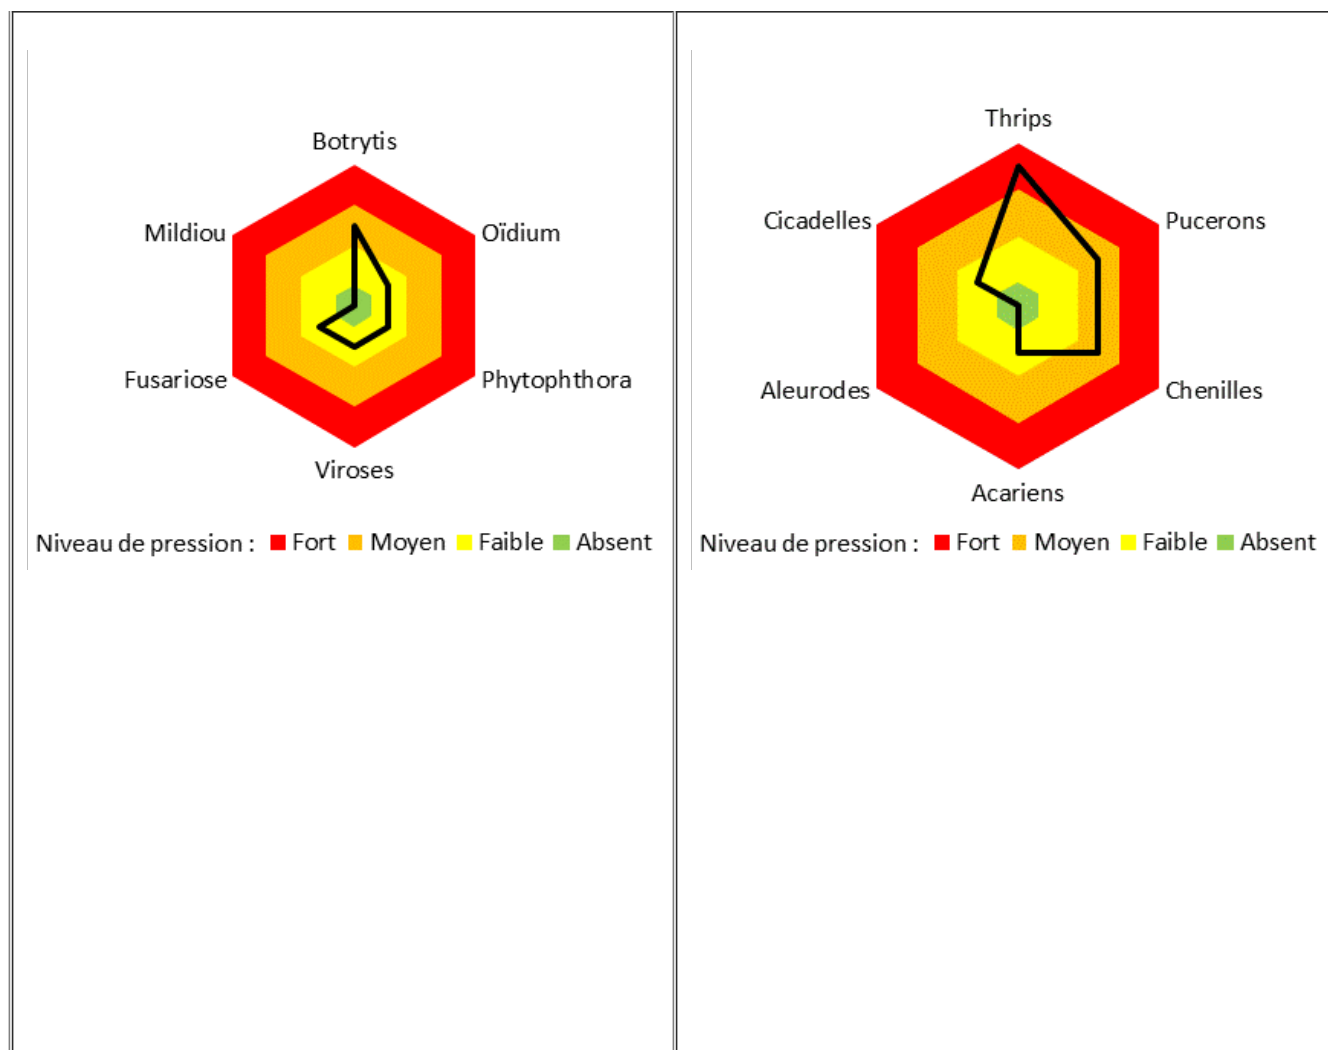 Botrytis
Mildiou
Oïdium
Fusariose
Phytophthora
Viroses
Niveau de pression : Fort Moyen Faible Absent
Thrips
Cicadelles
Pucerons
Aleurodes
Chenilles
Acariens
Niveau de pression : Fort Moyen Faible Absent